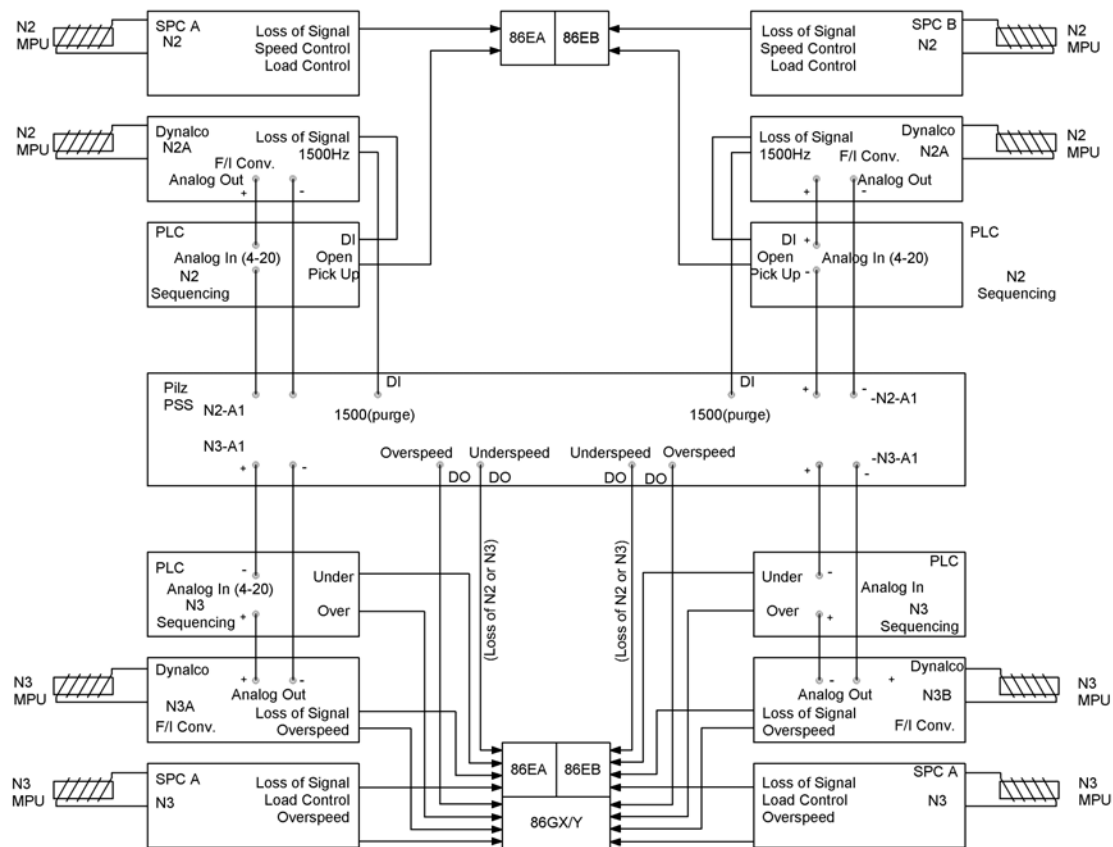 N2
MPU
SPC A
N2
Loss of Signal
Speed Control
Load Control
86EA
86EB
Loss of Signal
Speed Control
Load Control
SPC B
N2
N2
MPU
N2
MPU
Dynalco
N2A
Loss of Signal
1500Hz
F/I Conv.
Analog Out
+
-
Loss of Signal
1500Hz
Dynalco
N2A
F/I Conv.
Analog Out
+
-
N2
MPU
PLC
Analog In (4-20)
N2
Sequencing
DI
Open
Pick Up
DI
Open
Pick Up
+
-
Analog In (4-20)
PLC
N2
Sequencing
Pilz
PSS
N2-A1
DI
1500(purge)
DI
1500(purge)
+
-
-N2-A1
N3-A1
+
-
Overspeed
Underspeed
Underspeed
Overspeed
DO
DO
DO
DO
-N3-A1
+
-
(Loss of N2 or N3)
(Loss of N2 or N3)
PLC
-
Analog In (4-20)
N3
Sequencing
+
Under
Over
Under
Over
-
+
PLC
Analog In
N3
Sequencing
N3
MPU
Dynalco
+
-
Analog Out
N3A
F/I Conv.
Loss of Signal
Overspeed
-
+
Analog Out
Loss of Signal
Overspeed
Dynalco
N3B
F/I Conv.
N3
MPU
N3
MPU
SPC A
N3
Loss of Signal
Load Control
Overspeed
86EA
86EB
86GX/Y
Loss of Signal
Load Control
Overspeed
SPC A
N3
N3
MPU